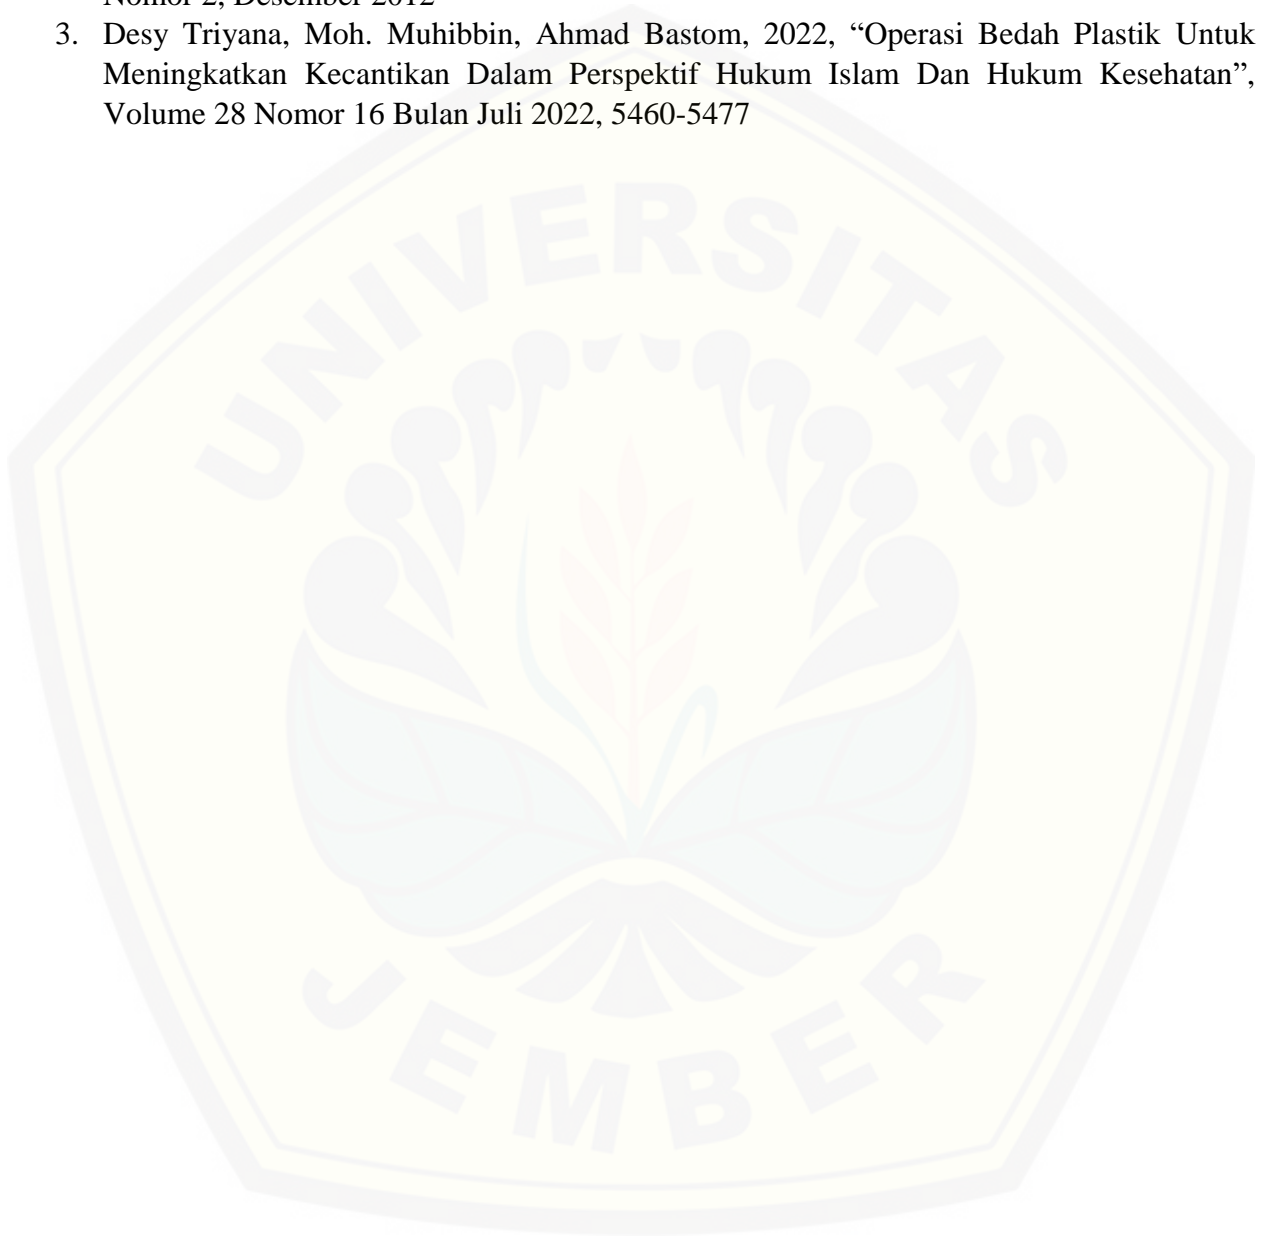 Nomor 2, Desember 2012
3. Desy Triyana, Moh. Muhibbin, Ahmad Bastom, 2022, “Operasi Bedah Plastik Untuk
Meningkatkan Kecantikan Dalam Perspektif Hukum Islam Dan Hukum Kesehatan”,
Volume 28 Nomor 16 Bulan Juli 2022, 5460-5477
UNIVERSITAS
JEMBER